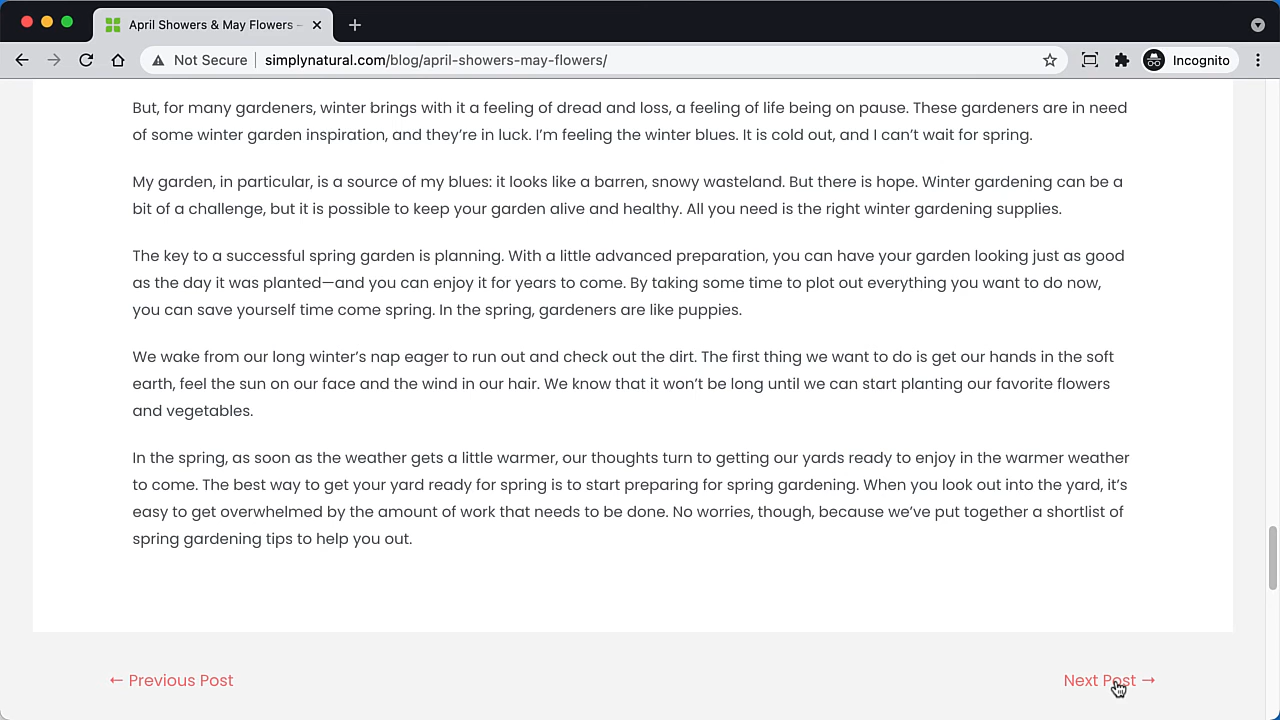 April Showers & May Flowers –
Not Secure simplynatural.com/blog/april-showers-may-flowers/ Incognito
But, for many gardeners, winter brings with it a feeling of dread and loss, a feeling of life being on pause. These gardeners are in need
of some winter garden inspiration, and they’re in luck. I’m feeling the winter blues. It is cold out, and I can’t wait for spring.
My garden, in particular, is a source of my blues: it looks like a barren, snowy wasteland. But there is hope. Winter gardening can be a
bit of a challenge, but it is possible to keep your garden alive and healthy. All you need is the right winter gardening supplies.
The key to a successful spring garden is planning. With a little advanced preparation, you can have your garden looking just as good
as the day it was planted—and you can enjoy it for years to come. By taking some time to plot out everything you want to do now,
you can save yourself time come spring. In the spring, gardeners are like puppies.
We wake from our long winter’s nap eager to run out and check out the dirt. The first thing we want to do is get our hands in the soft
earth, feel the sun on our face and the wind in our hair. We know that it won’t be long until we can start planting our favorite flowers
and vegetables.
In the spring, as soon as the weather gets a little warmer, our thoughts turn to getting our yards ready to enjoy in the warmer weather
to come. The best way to get your yard ready for spring is to start preparing for spring gardening. When you look out into the yard, it’s
easy to get overwhelmed by the amount of work that needs to be done. No worries, though, because we’ve put together a shortlist of
spring gardening tips to help you out.
← Previous Post Next Post →